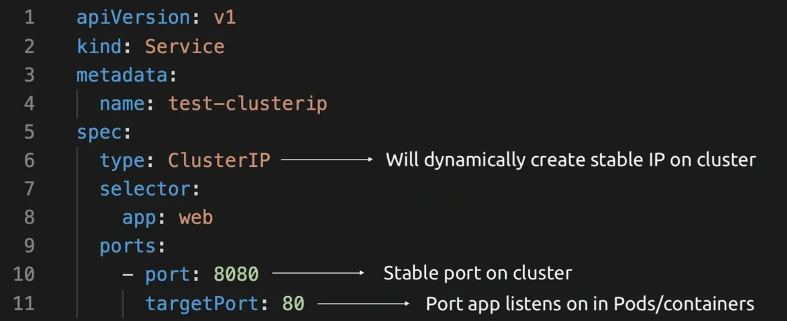 1 apiVersion: v1
2 kind: Service
3 metadata:
4   name: test-clusterip
5 spec:
6   type: ClusterIP Will dynamically create stable IP on cluster
7   selector:
8     app: web
9   ports:
10     - port: 8080 Stable port on cluster
11       targetPort: 80 Port app listens on in Pods/containers